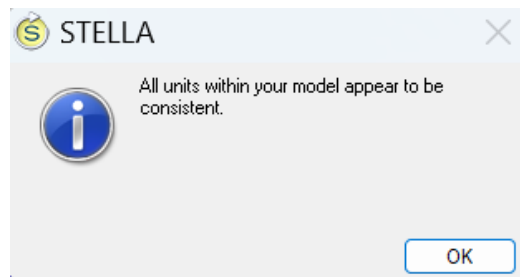 STELLA
All units within your model appear to be
consistent.
OK